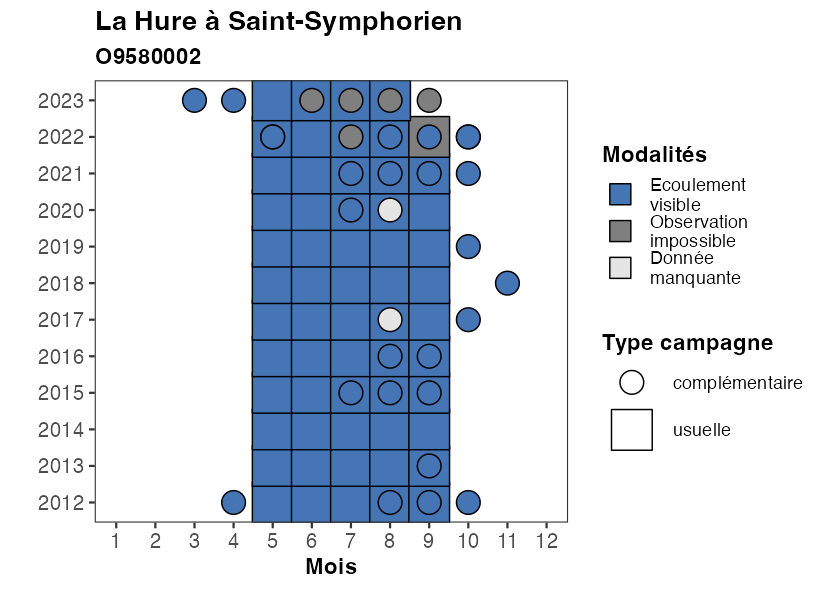 La Hure à Saint-Symphorien
O9580002
2023
2022
2021
2020
2019
2018
2017
2016
2015
2014
2013
2012
1 2 3 4 5 6 7 8 9 10 11 12
Mois
Modalités
Ecoulement
visible
Observation
impossible
Donnée
manquante
Type campagne
complémentaire
usuelle